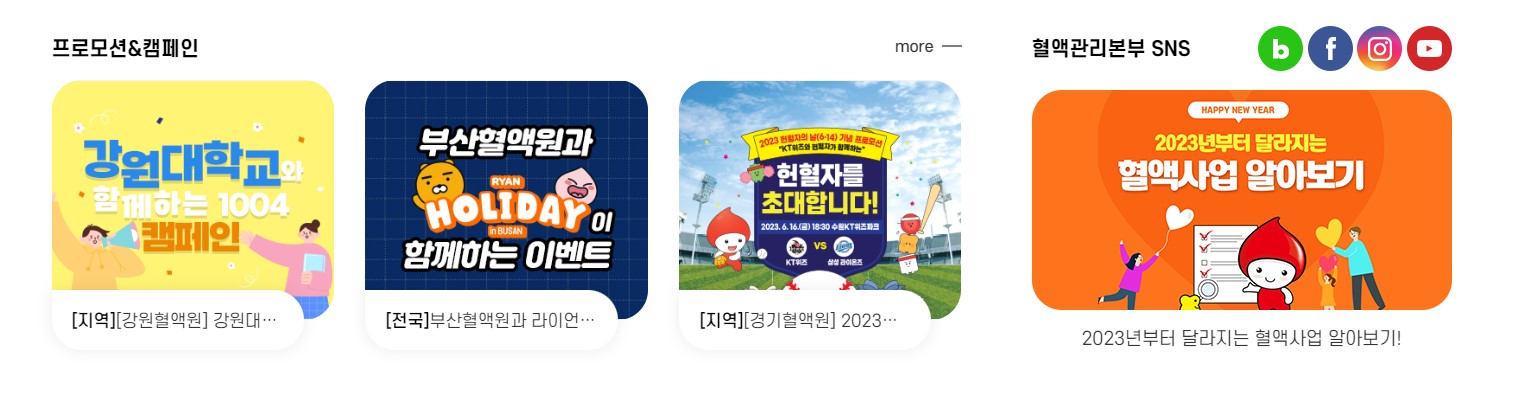 프로모션&캠페인
more
강원대학교와
함께하는 1004
캠페인
[지역][강원혈액원] 강원대…
부산혈액원과
RYAN
HOLIDAY이
in BUSAN
함께하는 이벤트
[전국]부산혈액원과 라이언…
2023 헌혈자의 날(6·14) 기념 프로모션
"KT위즈와 헌혈자가 함께하는"
헌혈자를
초대합니다!
2023. 6. 16.(금) 18:30 수원KT위즈파크
VS
KT위즈 삼성 라이온즈
[지역][경기혈액원] 2023…
혈액관리본부 SNS
HAPPY NEW YEAR
2023년부터 달라지는
혈액사업 알아보기
2023년부터 달라지는 혈액사업 알아보기!